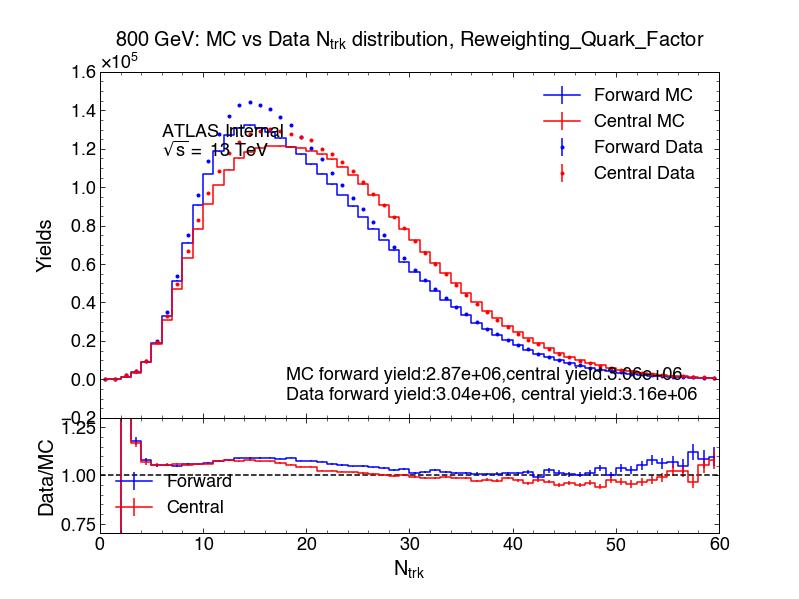 800 GeV: MC vs Data N_trk distribution, Reweighting_Quark_Factor
×10⁵
1.6
1.4
1.2
1.0
0.8
0.6
0.4
0.2
0.0
−0.2
Yields
ATLAS Internal
√s = 13 TeV
Forward MC
Central MC
Forward Data
Central Data
MC forward yield:2.87e+06,central yield:3.06e+06
Data forward yield:3.04e+06, central yield:3.16e+06
1.25
1.00
0.75
Data/MC
Forward
Central
0 10 20 30 40 50 60
N_trk